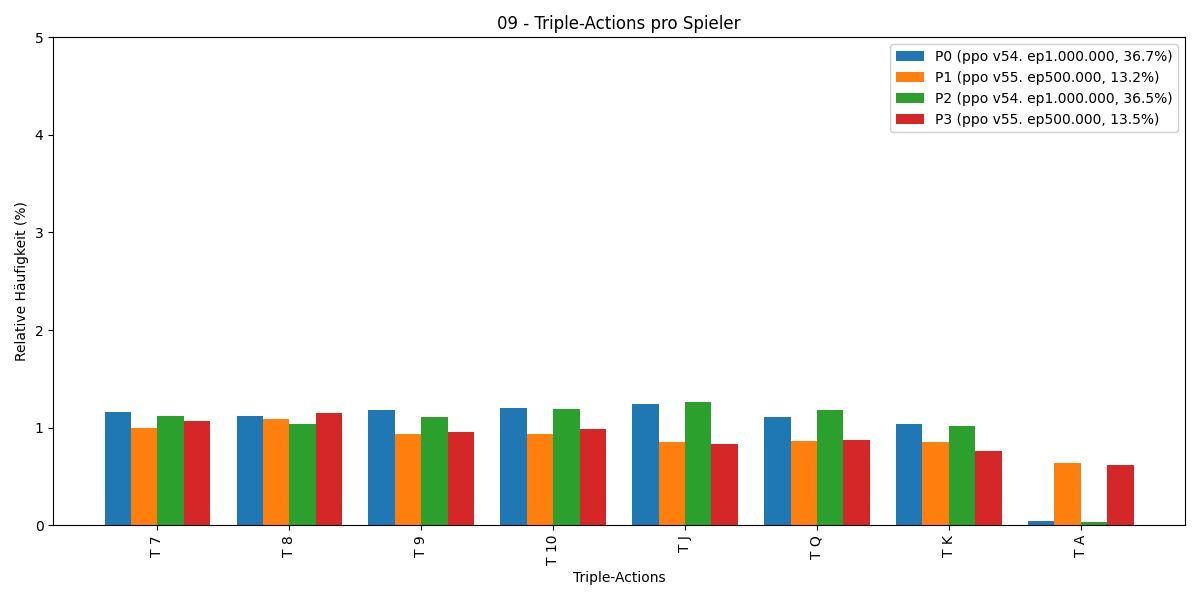 09 - Triple-Actions pro Spieler
P0 (ppo v54. ep1.000.000, 36.7%)
P1 (ppo v55. ep500.000, 13.2%)
P2 (ppo v54. ep1.000.000, 36.5%)
P3 (ppo v55. ep500.000, 13.5%)
Relative Häufigkeit (%)
5
4
3
2
1
0
T 7
T 8
T 9
T 10
T J
T Q
T K
T A
Triple-Actions